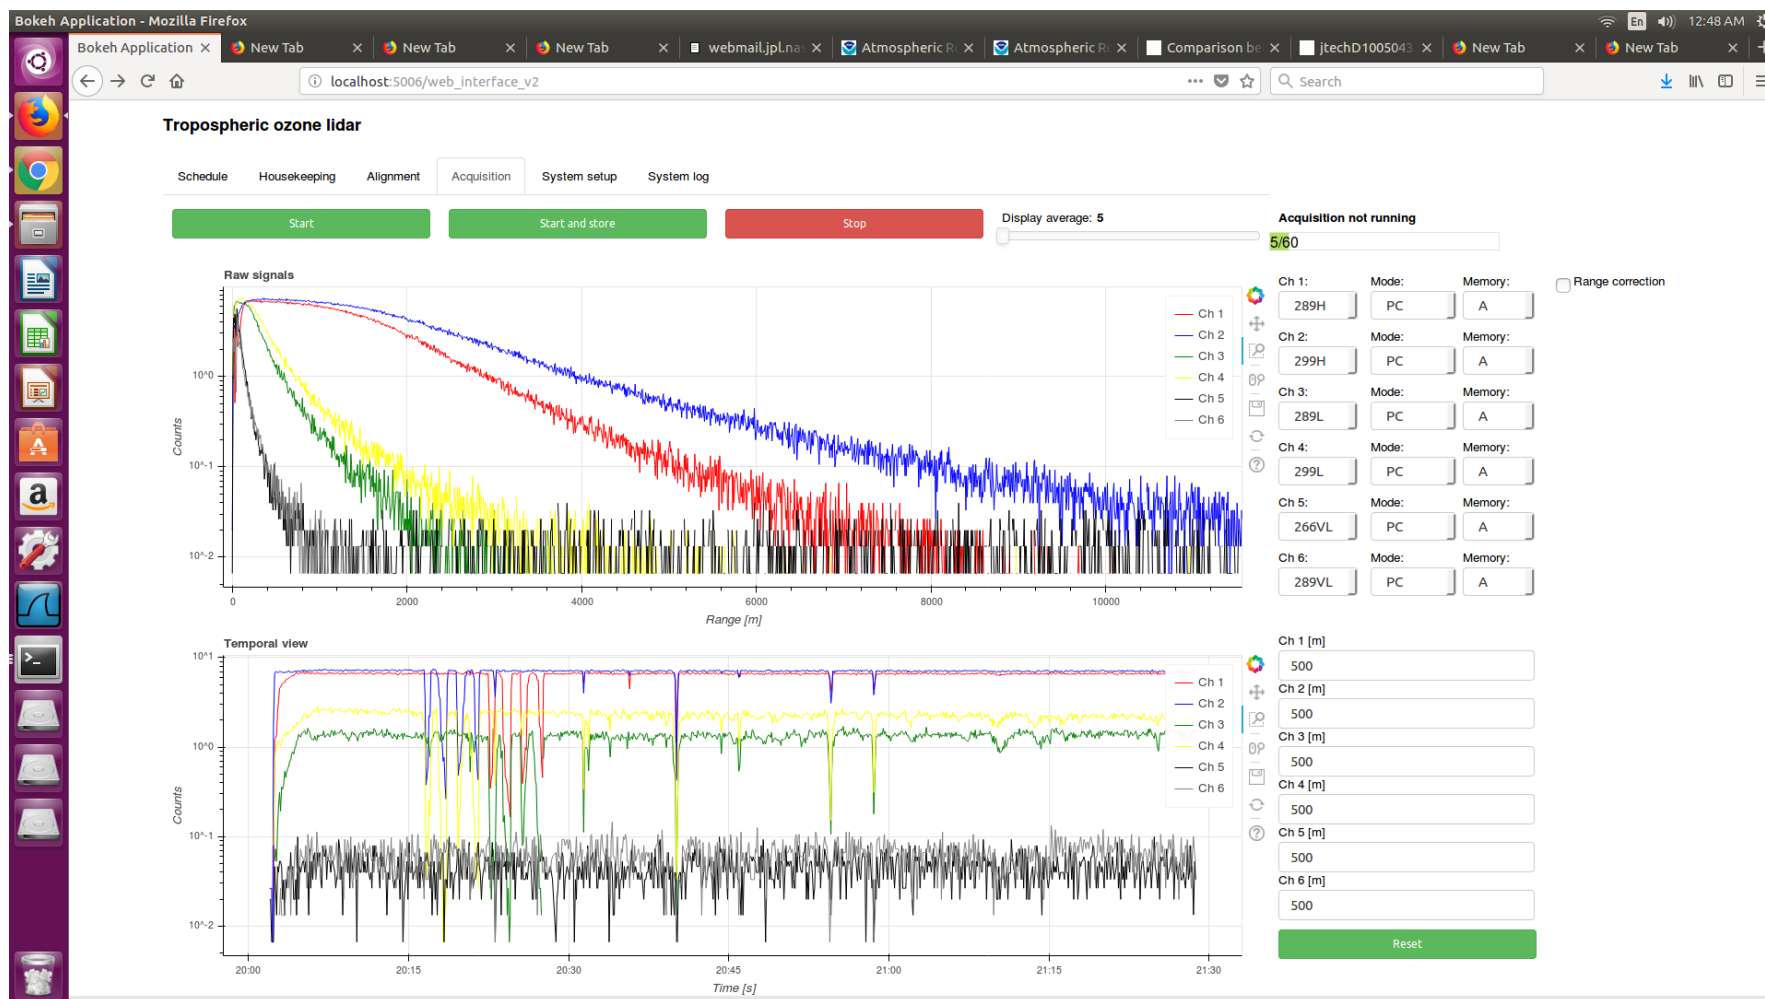 Bokeh Application - Mozilla Firefox
En
12:48 AM
Bokeh Application
New Tab
New Tab
New Tab
webmail.jpl.nas
Atmospheric R
Atmospheric R
Comparison be
jtechD1005043
New Tab
New Tab
localhost:5006/web_interface_v2
Search
Tropospheric ozone lidar
Schedule
Housekeeping
Alignment
Acquisition
System setup
System log
Start
Start and store
Stop
Display average: 5
Acquisition not running
5/60
Raw signals
Counts
10^0
10^-1
10^-2
0
2000
4000
6000
8000
10000
Range [m]
Ch 1
Ch 2
Ch 3
Ch 4
Ch 5
Ch 6
Ch 1:
Mode:
Memory:
Range correction
289H
PC
A
Ch 2:
Mode:
Memory:
299H
PC
A
Ch 3:
Mode:
Memory:
289L
PC
A
Ch 4:
Mode:
Memory:
299L
PC
A
Ch 5:
Mode:
Memory:
266VL
PC
A
Ch 6:
Mode:
Memory:
289VL
PC
A
Temporal view
Counts
10^1
10^0
10^-1
10^-2
20:00
20:15
20:30
20:45
21:00
21:15
21:30
Time [s]
Ch 1
Ch 2
Ch 3
Ch 4
Ch 5
Ch 6
Ch 1 [m]
500
Ch 2 [m]
500
Ch 3 [m]
500
Ch 4 [m]
500
Ch 5 [m]
500
Ch 6 [m]
500
Reset